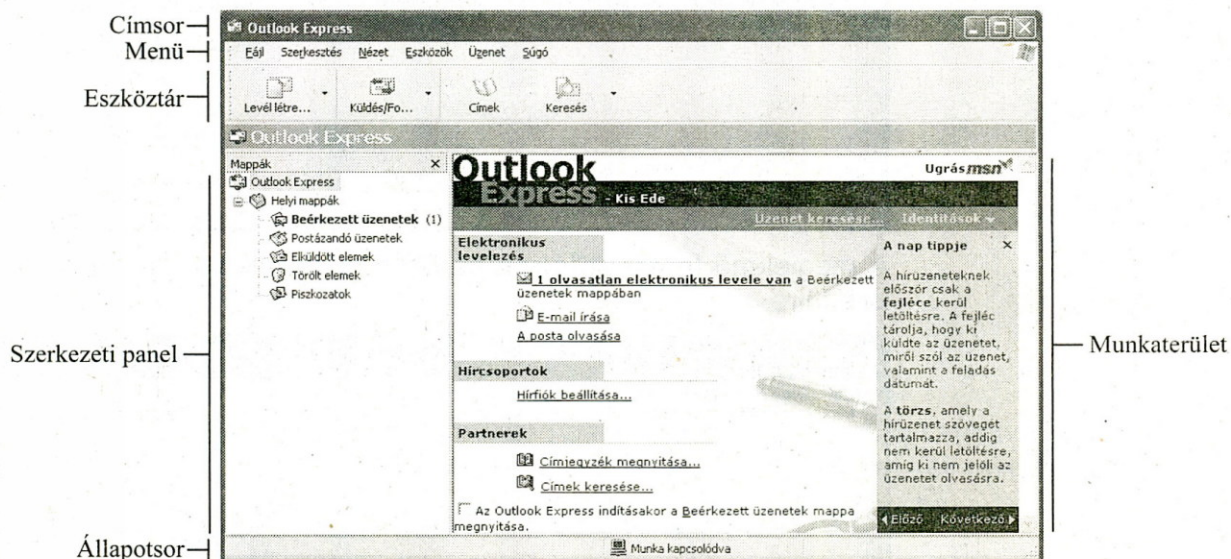 Címsor
Outlook Express
Menü
Fájl Szerkesztés Nézet Eszközök Üzenet Súgó
Eszköztár
Levél létre... Küldés/Fo... Címek Keresés
Outlook Express
Mappák
Outlook Express
Helyi mappák
Beérkezett üzenetek (1)
Postázandó üzenetek
Elküldött elemek
Törölt elemek
Piszkozatok
Szerkezeti panel
Outlook
Express - Kis Ede
Ugrás msn
Üzenet keresése... Identitások
Elektronikus
levelezés
1 olvasatlan elektronikus levele van a Beérkezett
üzenetek mappában
E-mail írása
A posta olvasása
Hírcsoportok
Hírfiók beállítása...
Partnerek
Címjegyzék megnyitása...
Címek keresése...
Az Outlook Express indításakor a Beérkezett üzenetek mappa
megnyitása.
A nap tippje
A hírüzeneteknek
először csak a
fejléce kerül
letöltésre. A fejléc
tárolja, hogy ki
küldte az üzenetet,
miről szól az üzenet,
valamint a feladás
dátumát.
A törzs, amely a
hírüzenet szövegét
tartalmazza, addig
nem kerül letöltésre,
amíg ki nem jelöli az
üzenetet olvasásra.
Előző Következő
Munkaterület
Állapotsor
Munka kapcsolódva